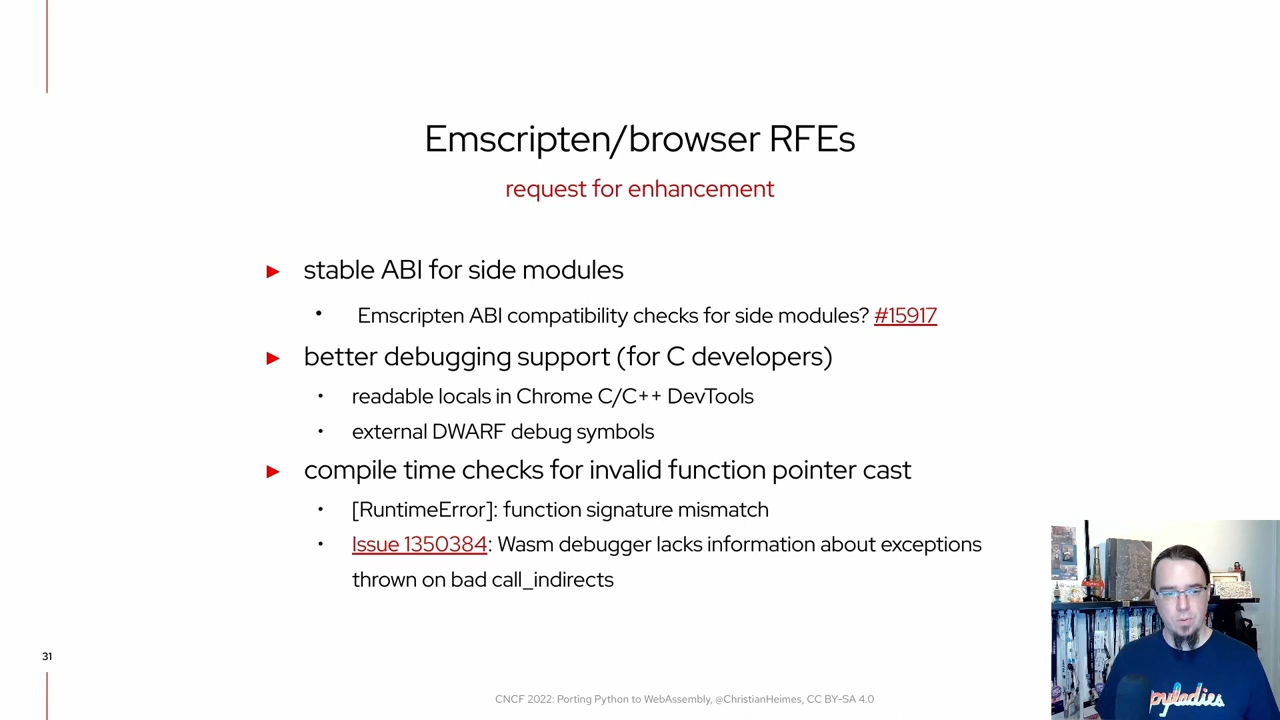 Emscripten/browser RFEs
request for enhancement
► stable ABI for side modules
• Emscripten ABI compatibility checks for side modules? #15917
► better debugging support (for C developers)
• readable locals in Chrome C/C++ DevTools
• external DWARF debug symbols
► compile time checks for invalid function pointer cast
• [RuntimeError]: function signature mismatch
• Issue 1350384: Wasm debugger lacks information about exceptions
thrown on bad call_indirects
31
CNCF 2022: Porting Python to WebAssembly, @ChristianHeimes, CC BY-SA 4.0
pyladies